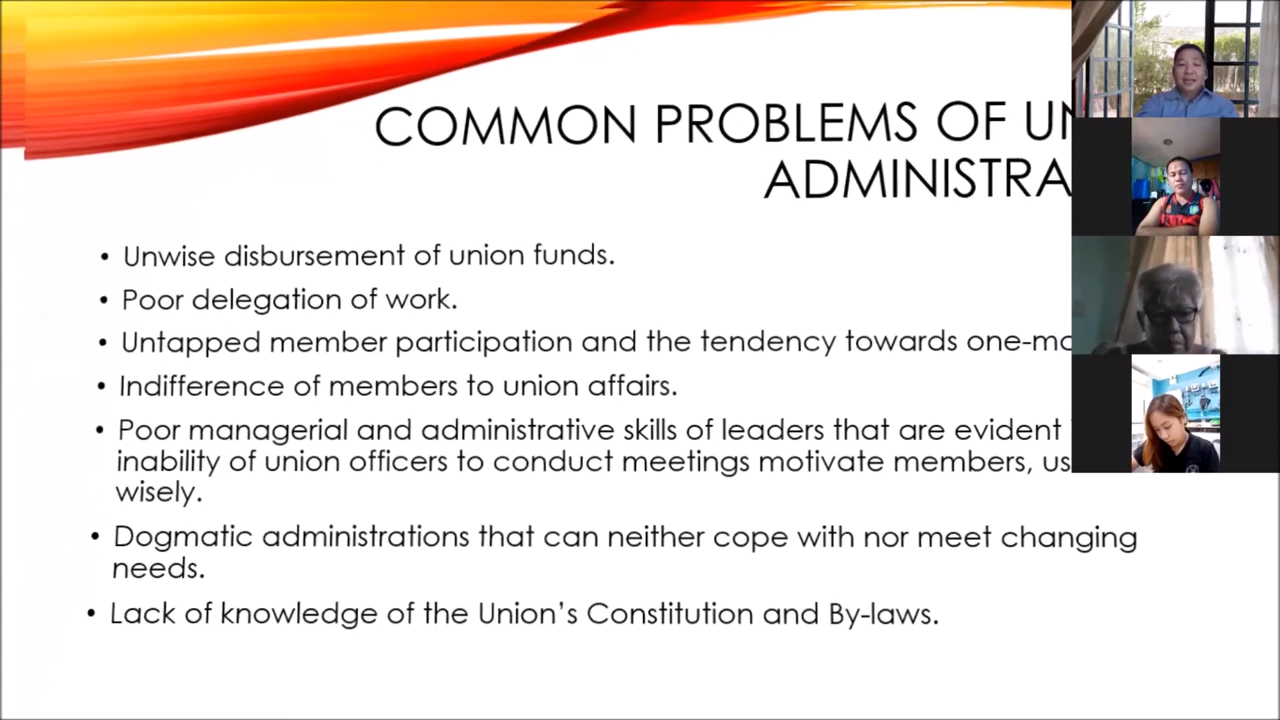 COMMON PROBLEMS OF
• Unwise disbursement of union funds.
• Poor delegation of work.
• Untapped member participation and the tendency towards
• Indifference of members to union affairs.
• Poor managerial and administrative skills of leaders that are evident
inability of union officers to conduct meetings motivate members,
wisely.
• Dogmatic administrations that can neither cope with nor meet changing
needs.
• Lack of knowledge of the Union's Constitution and By-laws.